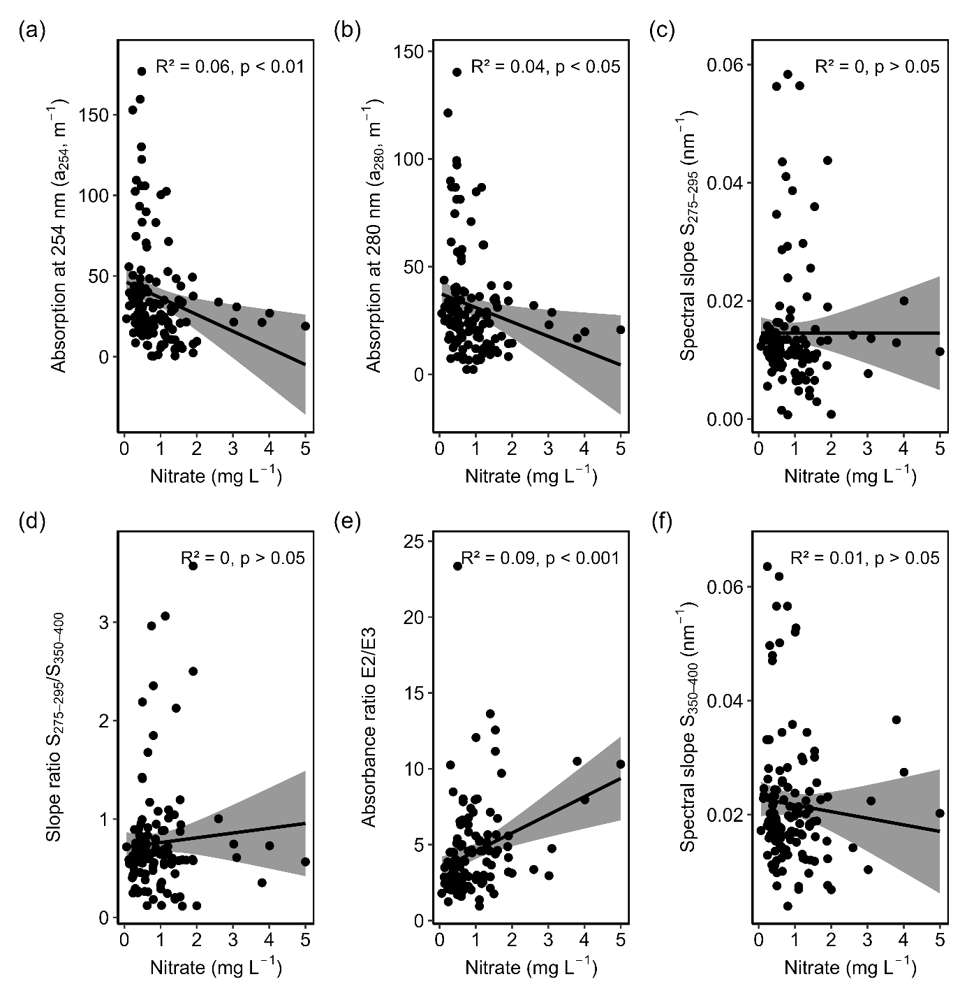 (a)
R² = 0.06, p < 0.01
150
100
50
0
Absorption at 254 nm (a₂₅₄, m⁻¹)
0 1 2 3 4 5
Nitrate (mg L⁻¹)
(b)
R² = 0.04, p < 0.05
150
100
50
0
Absorption at 280 nm (a₂₈₀, m⁻¹)
0 1 2 3 4 5
Nitrate (mg L⁻¹)
(c)
R² = 0, p > 0.05
0.06
0.04
0.02
0.00
Spectral slope S₂₇₅₋₂₉₅ (nm⁻¹)
0 1 2 3 4 5
Nitrate (mg L⁻¹)
(d)
R² = 0, p > 0.05
3
2
1
0
Slope ratio S₂₇₅₋₂₉₅/S₃₅₀₋₄₀₀
0 1 2 3 4 5
Nitrate (mg L⁻¹)
(e)
R² = 0.09, p < 0.001
25
20
15
10
5
0
Absorbance ratio E2/E3
0 1 2 3 4 5
Nitrate (mg L⁻¹)
(f)
R² = 0.01, p > 0.05
0.06
0.04
0.02
Spectral slope S₃₅₀₋₄₀₀ (nm⁻¹)
0 1 2 3 4 5
Nitrate (mg L⁻¹)